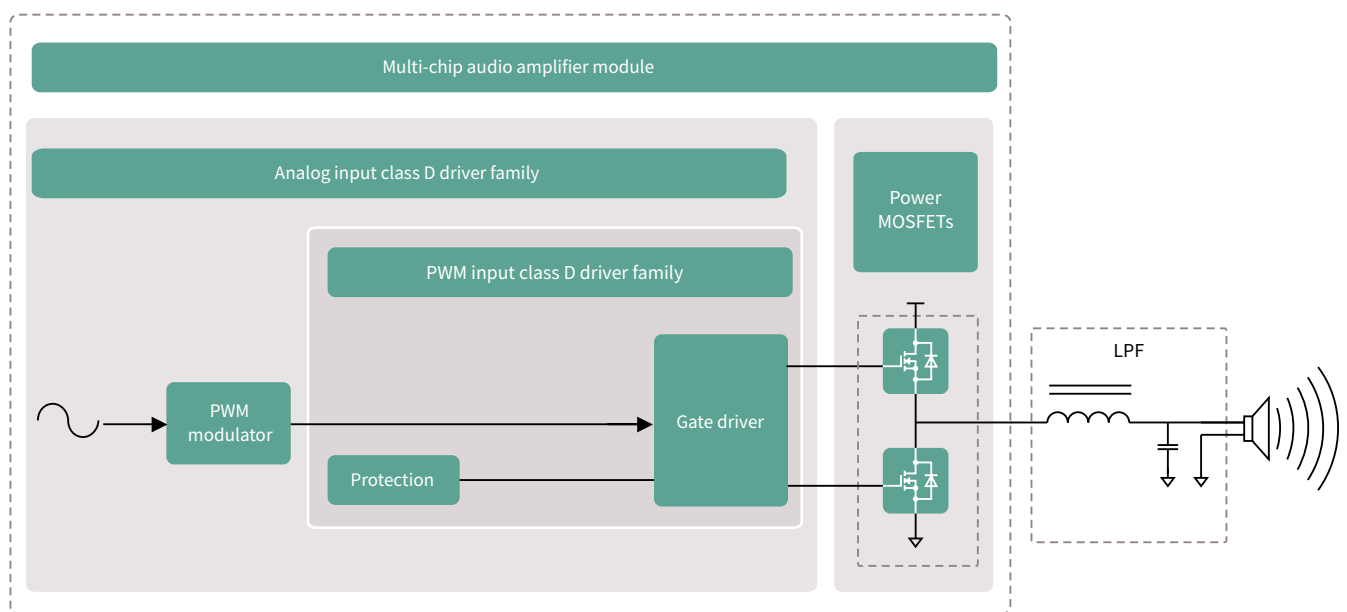 Multi-chip audio amplifier module
Analog input class D driver family
Power
MOSFETs
PWM input class D driver family
LPF
PWM
modulator
Gate driver
Protection